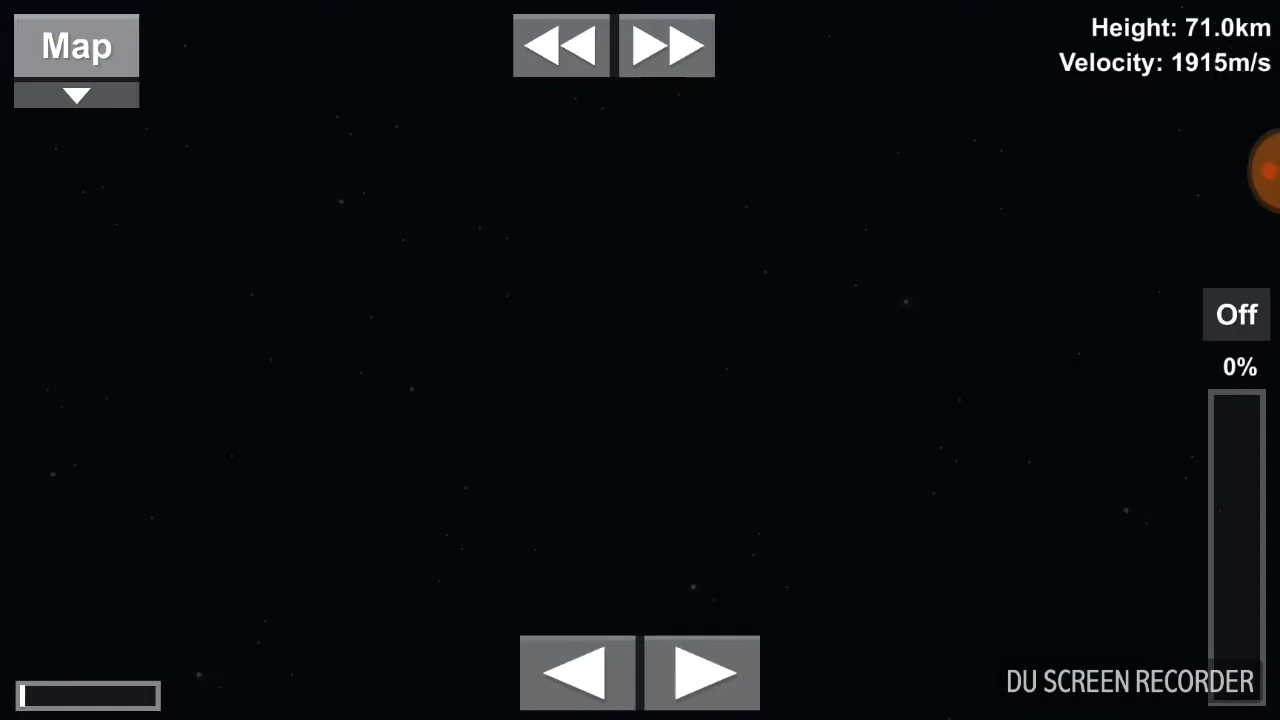 Map
Height: 71.0km
Velocity: 1915m/s
Off
0%
DU SCREEN RECORDER